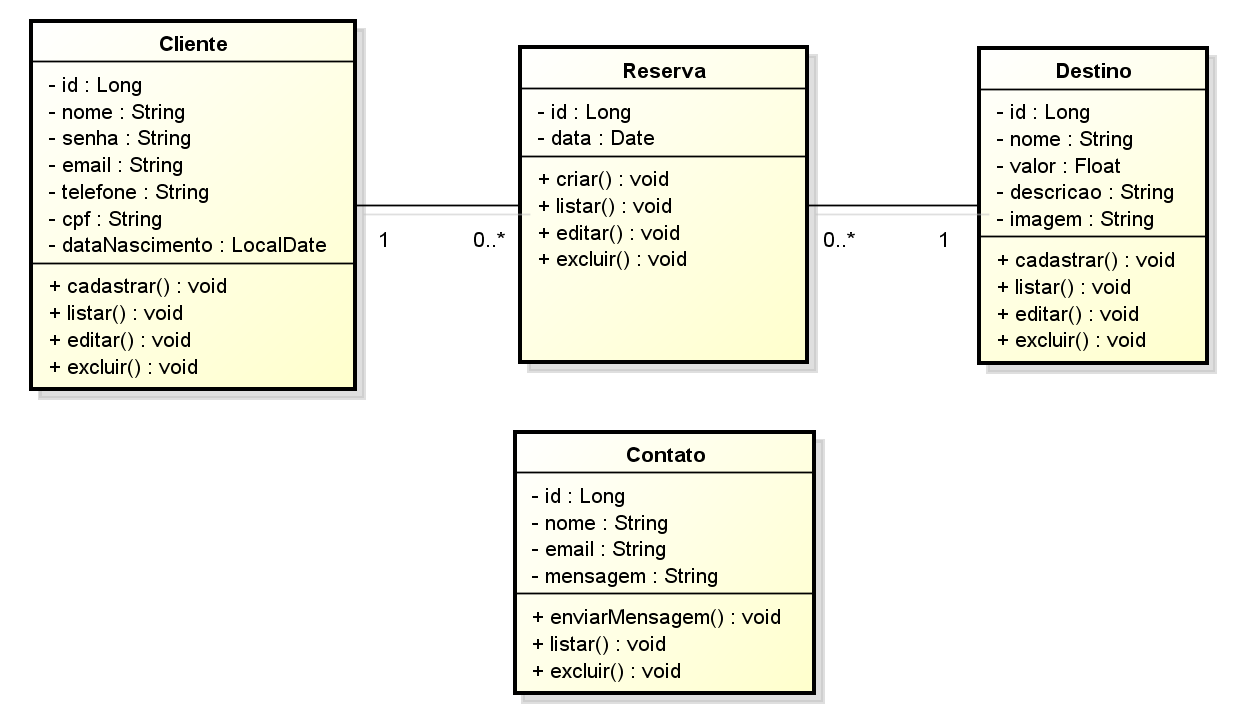 Cliente
- id : Long
- nome : String
- senha : String
- email : String
- telefone : String
- cpf : String
- dataNascimento : LocalDate
+ cadastrar() : void
+ listar() : void
+ editar() : void
+ excluir() : void
1
0..*
Reserva
- id : Long
- data : Date
+ criar() : void
+ listar() : void
+ editar() : void
+ excluir() : void
0..*
1
Destino
- id : Long
- nome : String
- valor : Float
- descricao : String
- imagem : String
+ cadastrar() : void
+ listar() : void
+ editar() : void
+ excluir() : void
Contato
- id : Long
- nome : String
- email : String
- mensagem : String
+ enviarMensagem() : void
+ listar() : void
+ excluir() : void